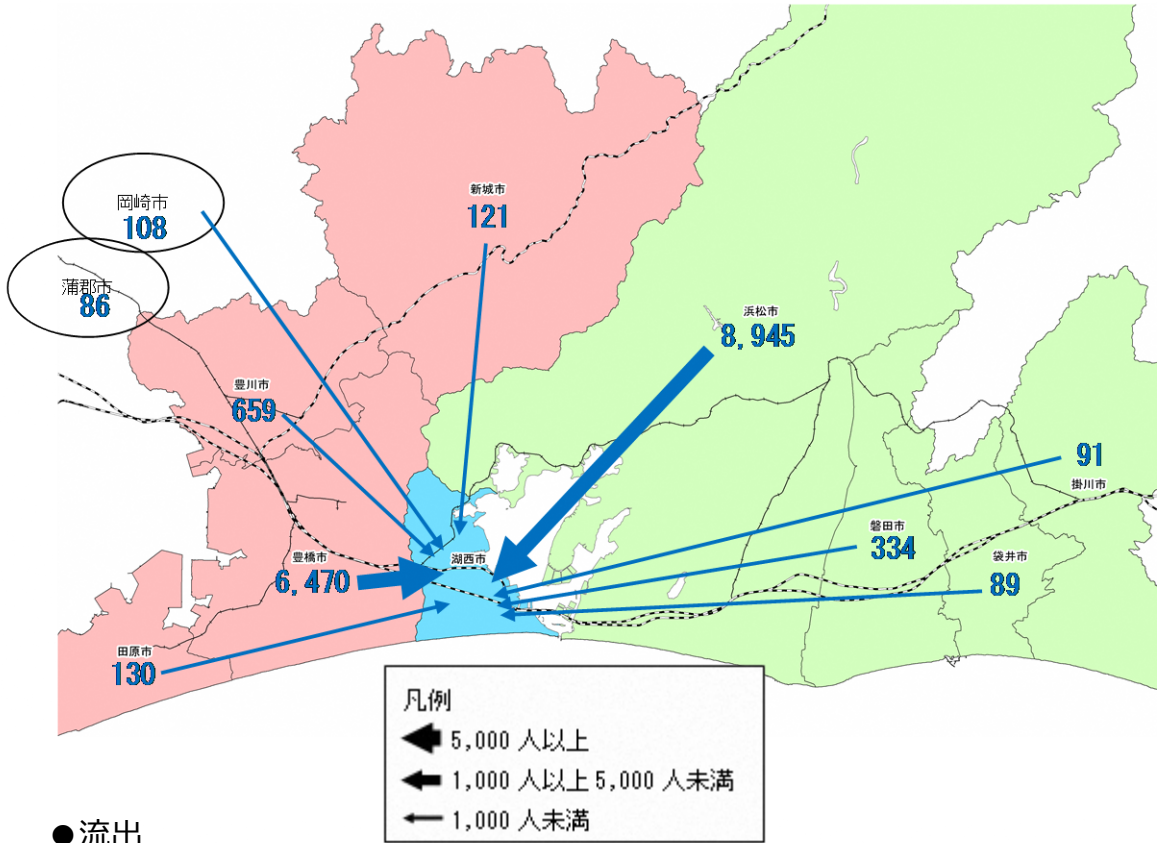 岡崎市
108
蒲郡市
86
新城市
121
浜松市
8,945
豊川市
659
91
掛川市
磐田市
334
袋井市
89
湖西市
豊橋市
6,470
田原市
130
凡例
5,000 人以上
1,000 人以上 5,000 人未満
1,000 人未満
●流出